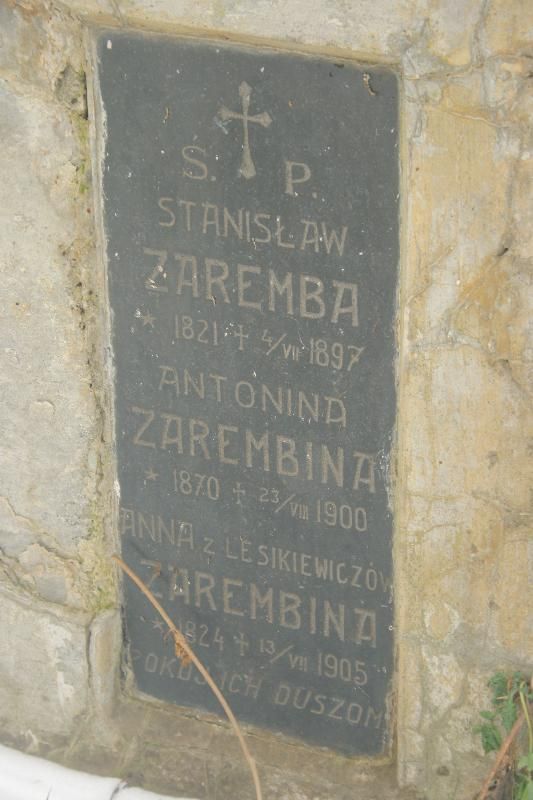 S. P.
STANISŁAW
ZAREMBA
* 1821 ✝ 4/VII 1897
ANTONINA
ZAREMBINA
* 1870 ✝ 23/VIII 1900
ANNA z LESIKIEWICZÓW
ZAREMBINA
* 1824 ✝ 13/VII 1905
POKÓJ ICH DUSZOM